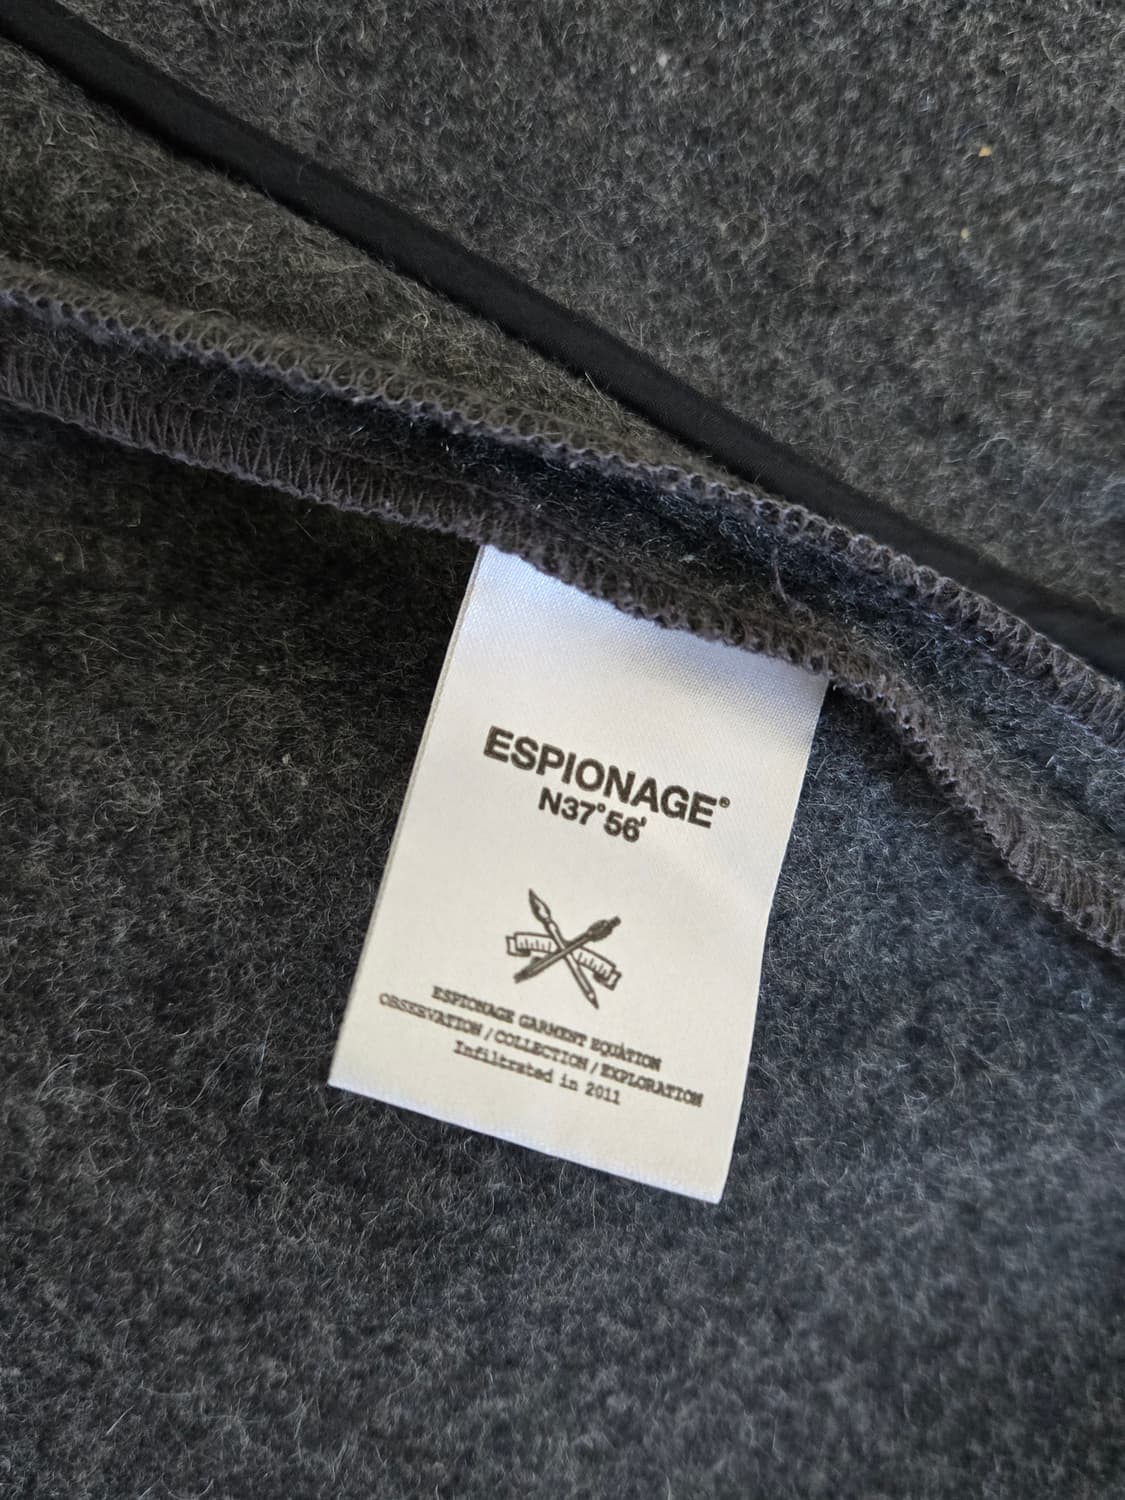 ESPIONAGE®
N37°56'
ESPIONAGE GARMENT EQUATION
OBSERVATION/COLLECTION/EXPLORATION
Infiltrated in 2011